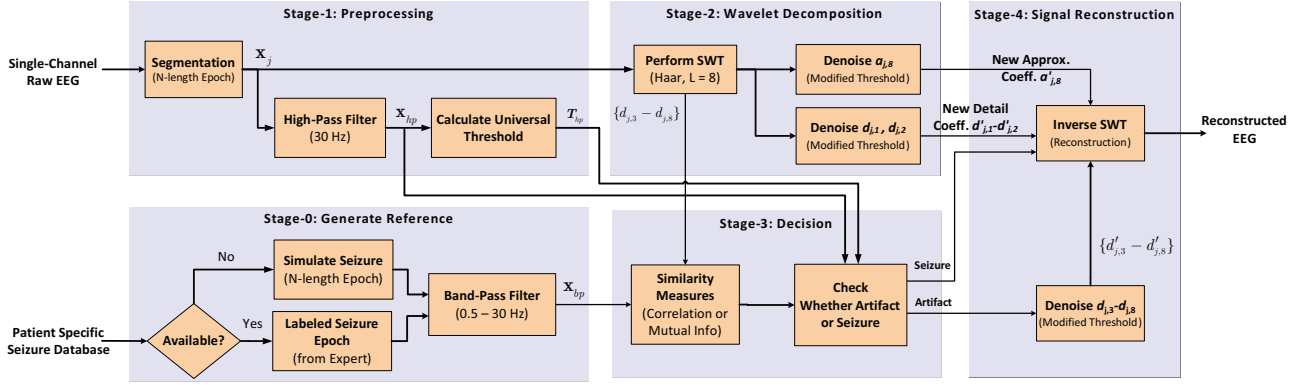 Stage-1: Preprocessing
Stage-2: Wavelet Decomposition
Stage-4: Signal Reconstruction
Single-Channel
Raw EEG
Segmentation
(N-length Epoch)
X_j
High-Pass Filter
(30 Hz)
X_hp
Calculate Universal
Threshold
T_hp
Perform SWT
(Haar, L = 8)
{d_j,3 − d_j,8}
Denoise a_j,8
(Modified Threshold)
Denoise d_j,1 , d_j,2
(Modified Threshold)
New Approx.
Coeff. a'_j,8
New Detail
Coeff. d'_j,1-d'_j,2
Inverse SWT
(Reconstruction)
Reconstructed
EEG
Stage-0: Generate Reference
Stage-3: Decision
Patient Specific
Seizure Database
Available?
No
Yes
Simulate Seizure
(N-length Epoch)
Labeled Seizure
Epoch
(from Expert)
Band-Pass Filter
(0.5 – 30 Hz)
X_bp
Similarity
Measures
(Correlation or
Mutual Info)
Check
Whether Artifact
or Seizure
Seizure
Artifact
{d′_j,3 − d′_j,8}
Denoise d_j,3-d_j,8
(Modified Threshold)